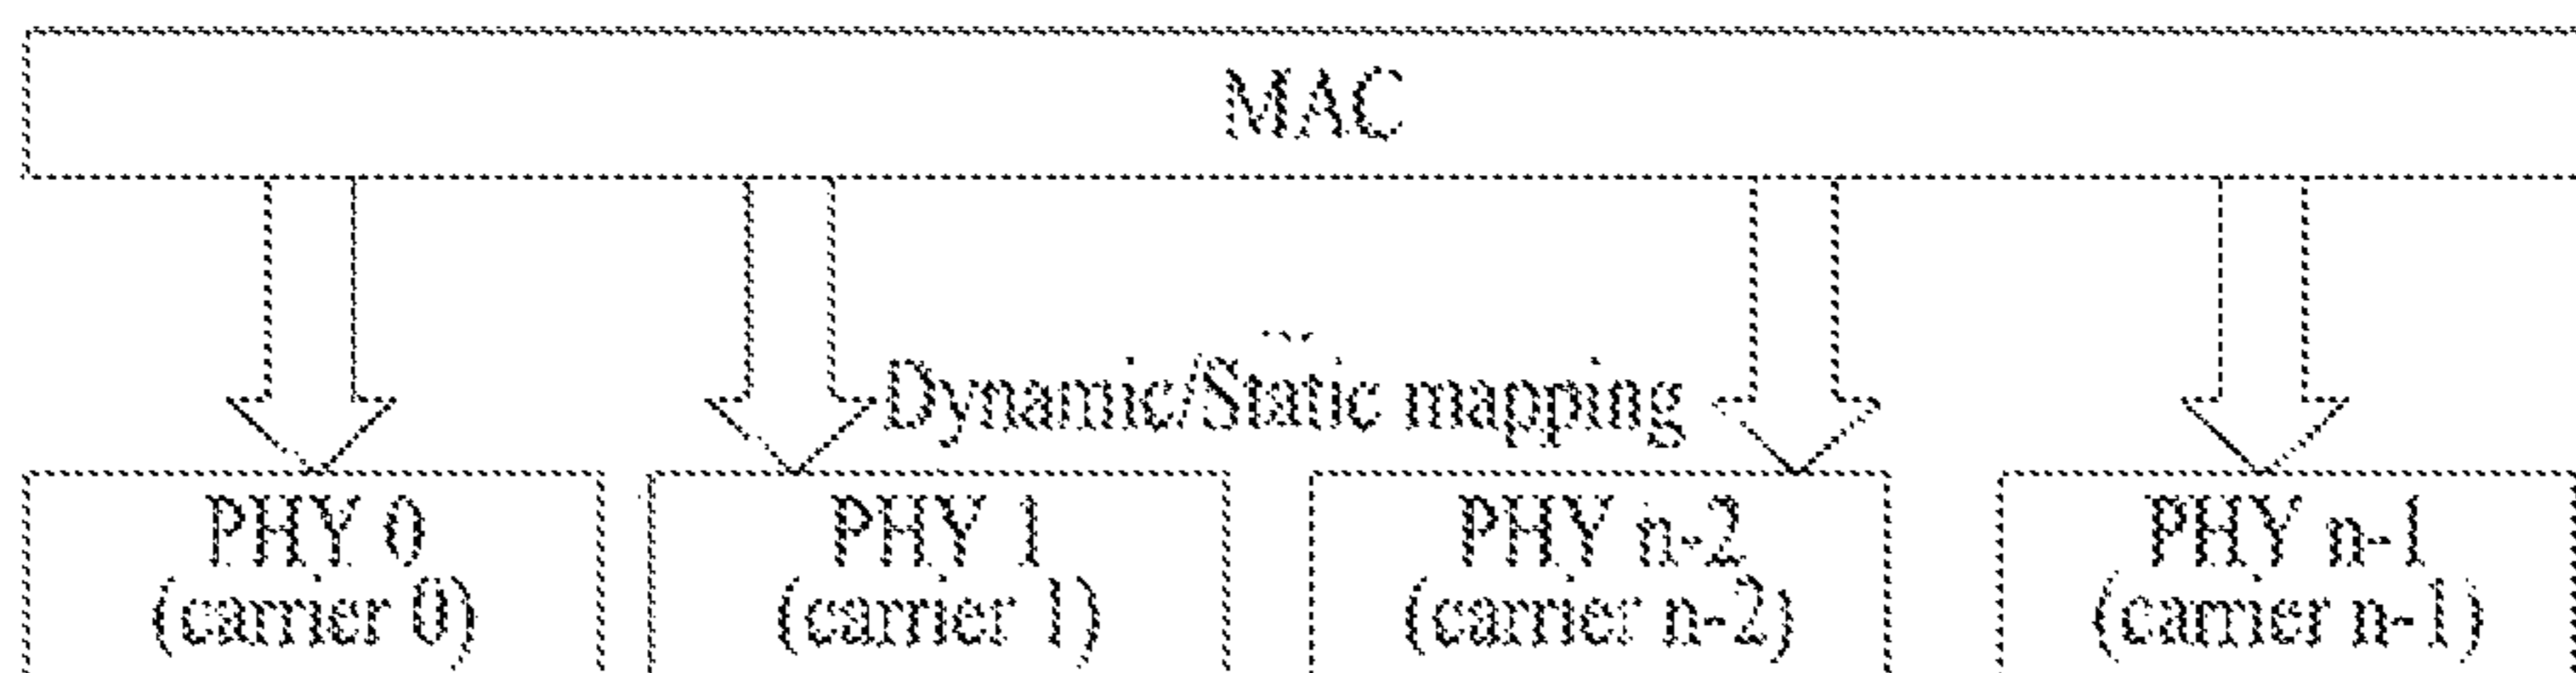 MAC
Dynamic/Static mapping
PHY 0
(carrier 0)
PHY 1
(carrier 1)
PHY n-2
(carrier n-2)
PHY n-1
(carrier n-1)